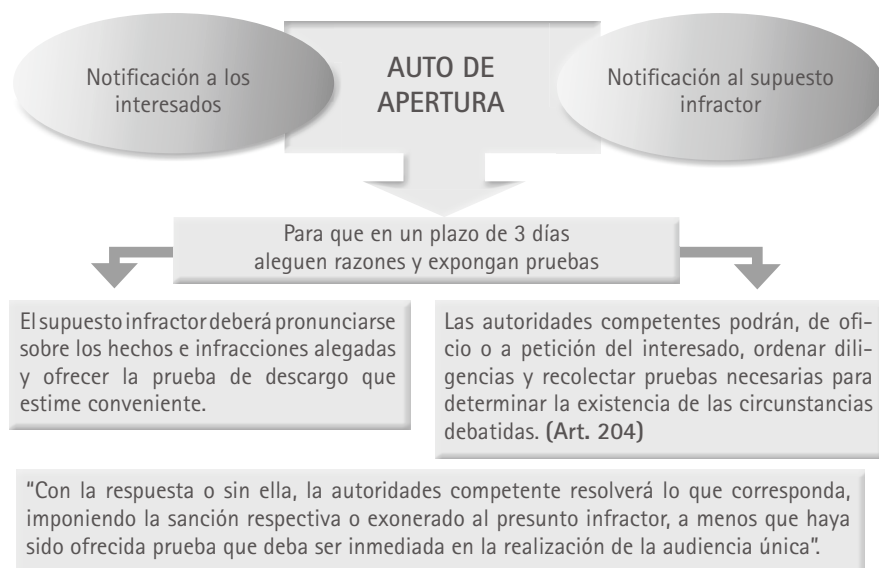 Notificación a los
interesados
AUTO DE
APERTURA
Notificación al supuesto
infractor
Para que en un plazo de 3 días
aleguen razones y expongan pruebas
El supuesto infractor deberá pronunciarse
sobre los hechos e infracciones alegadas
y ofrecer la prueba de descargo que
estime conveniente.
Las autoridades competentes podrán, de ofi-
cio o a petición del interesado, ordenar dili-
gencias y recolectar pruebas necesarias para
determinar la existencia de las circunstancias
debatidas. (Art. 204)
"Con la respuesta o sin ella, la autoridades competente resolverá lo que corresponda,
imponiendo la sanción respectiva o exonerado al presunto infractor, a menos que haya
sido ofrecida prueba que deba ser inmediada en la realización de la audiencia única".